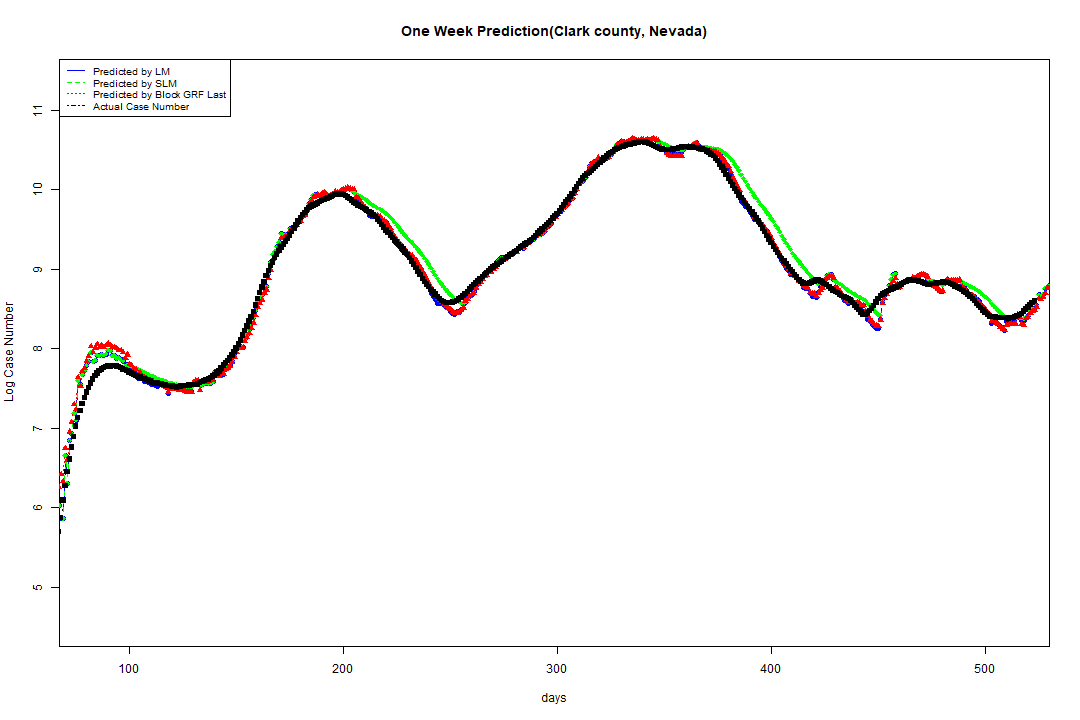 One Week Prediction(Clark county, Nevada)
Predicted by LM
Predicted by SLM
Predicted by Block GRF Last
Actual Case Number
11
10
9
8
7
6
5
Log Case Number
100 200 300 400 500
days